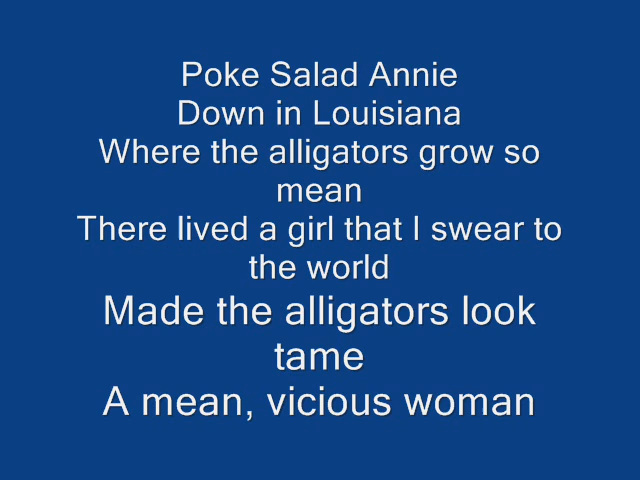 Poke Salad Annie
Down in Louisiana
Where the alligators grow so
mean
There lived a girl that I swear to
the world
Made the alligators look
tame
A mean, vicious woman